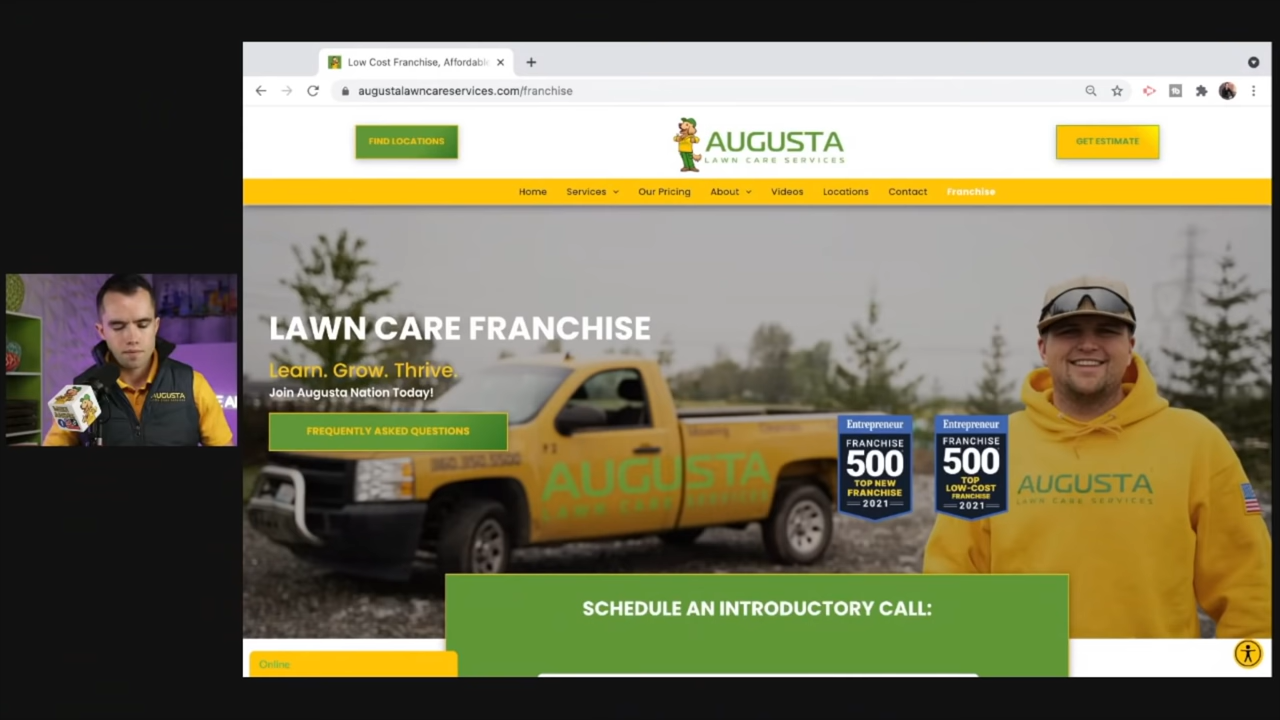 Low Cost Franchise, Affordabl
augustalawncareservices.com/franchise
FIND LOCATIONS
AUGUSTA
LAWN CARE SERVICES
GET ESTIMATE
Home Services Our Pricing About Videos Locations Contact Franchise
LAWN CARE FRANCHISE
Learn. Grow. Thrive.
Join Augusta Nation Today!
FREQUENTLY ASKED QUESTIONS
AUGUSTA
LAWN CARE SERVICES
Entrepreneur
FRANCHISE
500
TOP NEW
FRANCHISE
2021
Entrepreneur
FRANCHISE
500
TOP
LOW-COST
FRANCHISE
2021
AUGUSTA
LAWN CARE SERVICES
AUGUSTA
SCHEDULE AN INTRODUCTORY CALL:
Online